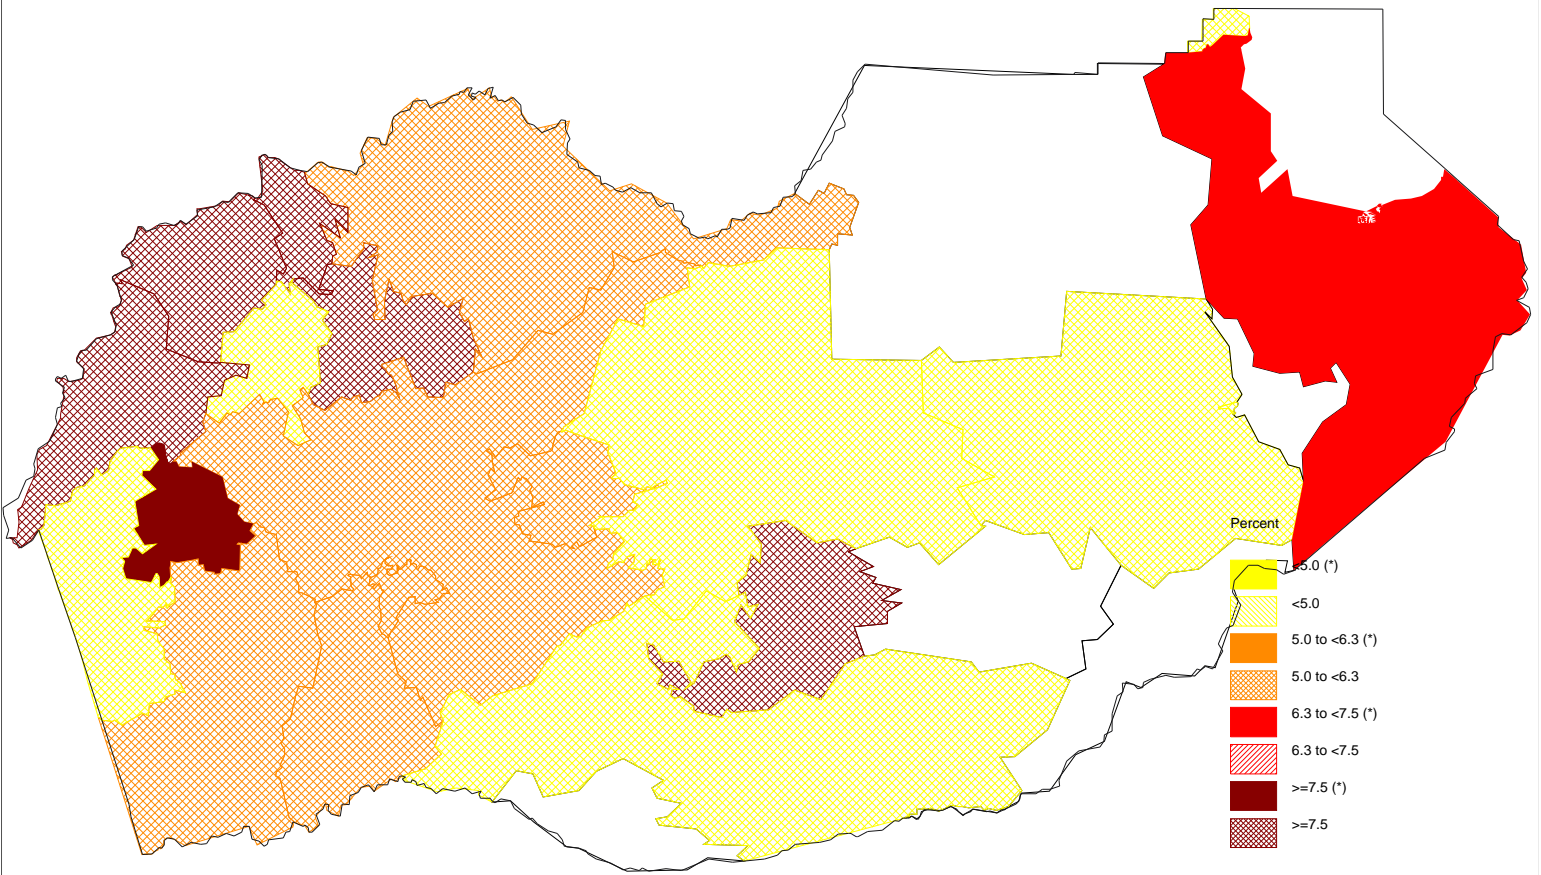 Percent
<5.0 (*)
<5.0
5.0 to <6.3 (*)
5.0 to <6.3
6.3 to <7.5 (*)
6.3 to <7.5
>=7.5 (*)
>=7.5